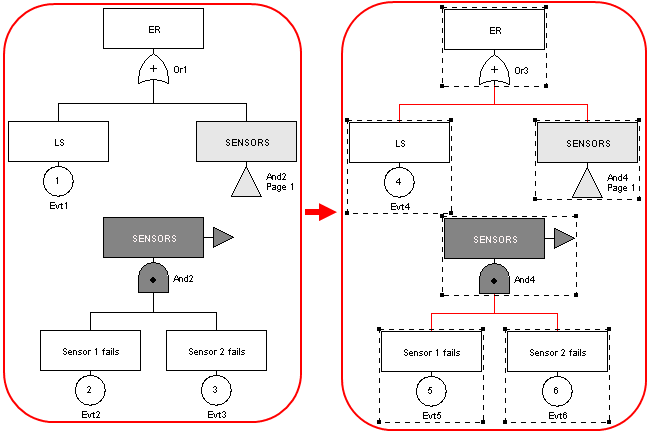 ER
+
Or1
LS
SENSORS
1
And2
Page 1
Evt1
SENSORS
And2
Sensor 1 fails
Sensor 2 fails
2
3
Evt2
Evt3
ER
+
Or3
LS
SENSORS
4
And4
Page 1
Evt4
SENSORS
And4
Sensor 1 fails
Sensor 2 fails
5
6
Evt5
Evt6